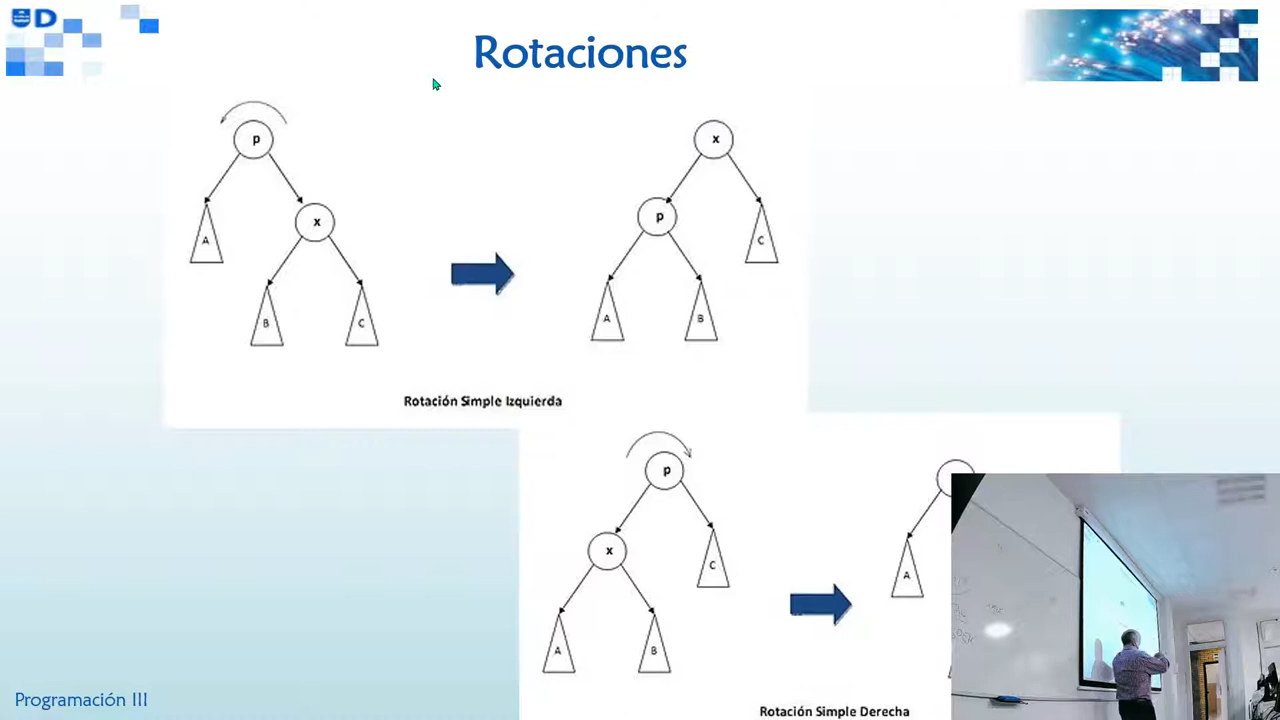 D
Rotaciones
p
x
A
x
p
C
B
C
A
B
Rotación Simple Izquierda
p
x
C
A
A
B
Programación III
Rotación Simple Derecha